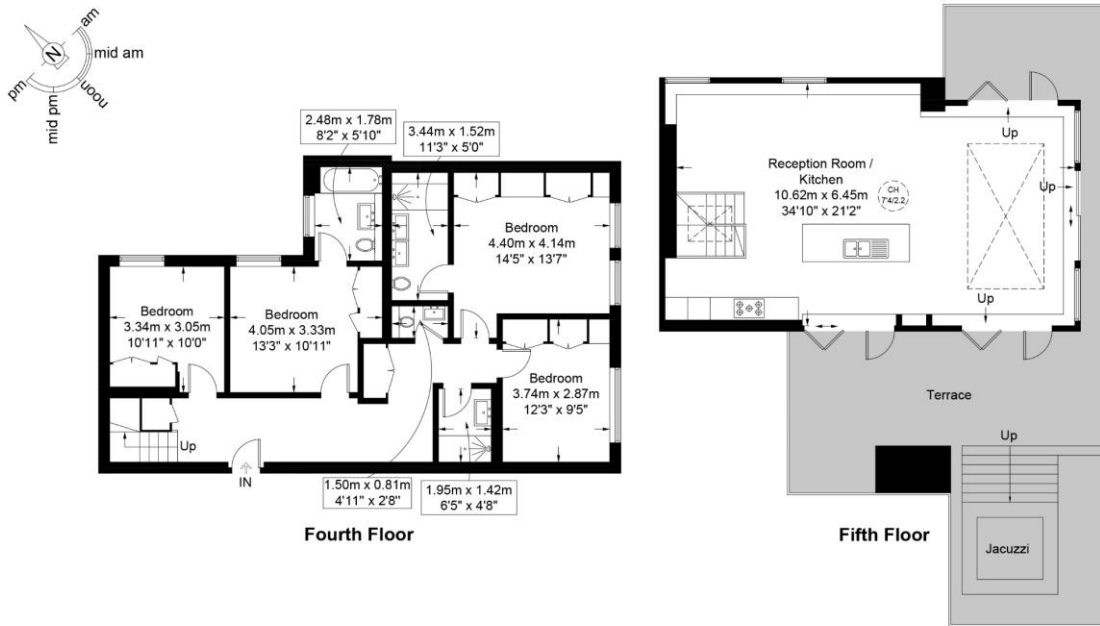 am
mid am
noon
mid pm
pm
N
2.48m x 1.78m
8'2" x 5'10"
3.44m x 1.52m
11'3" x 5'0"
Bedroom
4.40m x 4.14m
14'5" x 13'7"
Bedroom
3.34m x 3.05m
10'11" x 10'0"
Bedroom
4.05m x 3.33m
13'3" x 10'11"
Bedroom
3.74m x 2.87m
12'3" x 9'5"
Up
IN
1.50m x 0.81m
4'11" x 2'8"
1.95m x 1.42m
6'5" x 4'8"
Fourth Floor
Reception Room /
Kitchen
10.62m x 6.45m
34'10" x 21'2"
CH
7'4/2.2
Up
Up
Up
Up
Terrace
Up
Jacuzzi
Fifth Floor